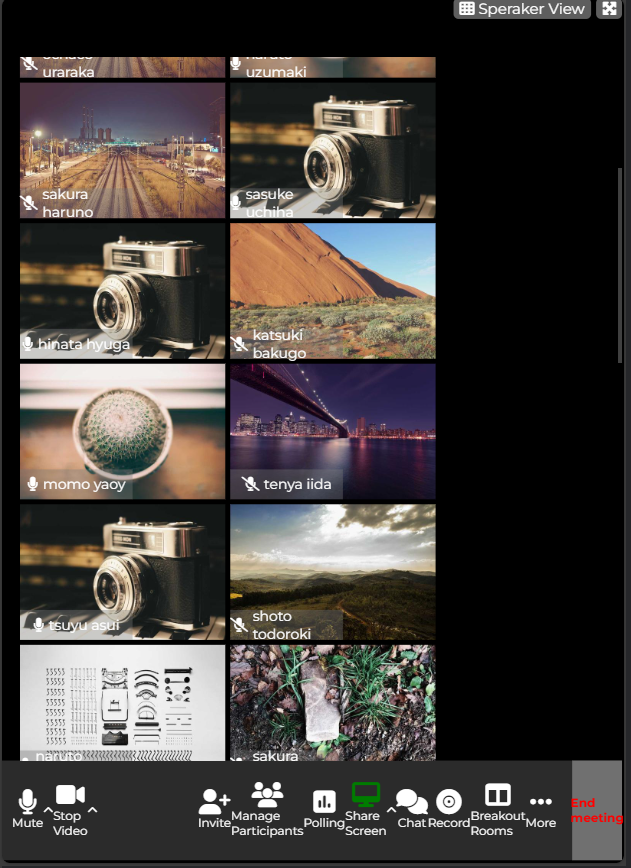 Speraker View
uraraka
uzumaki
sakura
haruno
sasuke
uchiha
hinata hyuga
katsuki
bakugo
momo yaoy
tenya iida
tsuyu asui
shoto
todoroki
naruto
sakura
Mute
Stop
Video
Invite
Manage
Participants
Polling
Share
Screen
Chat
Record
Breakout
Rooms
More
End
meeting